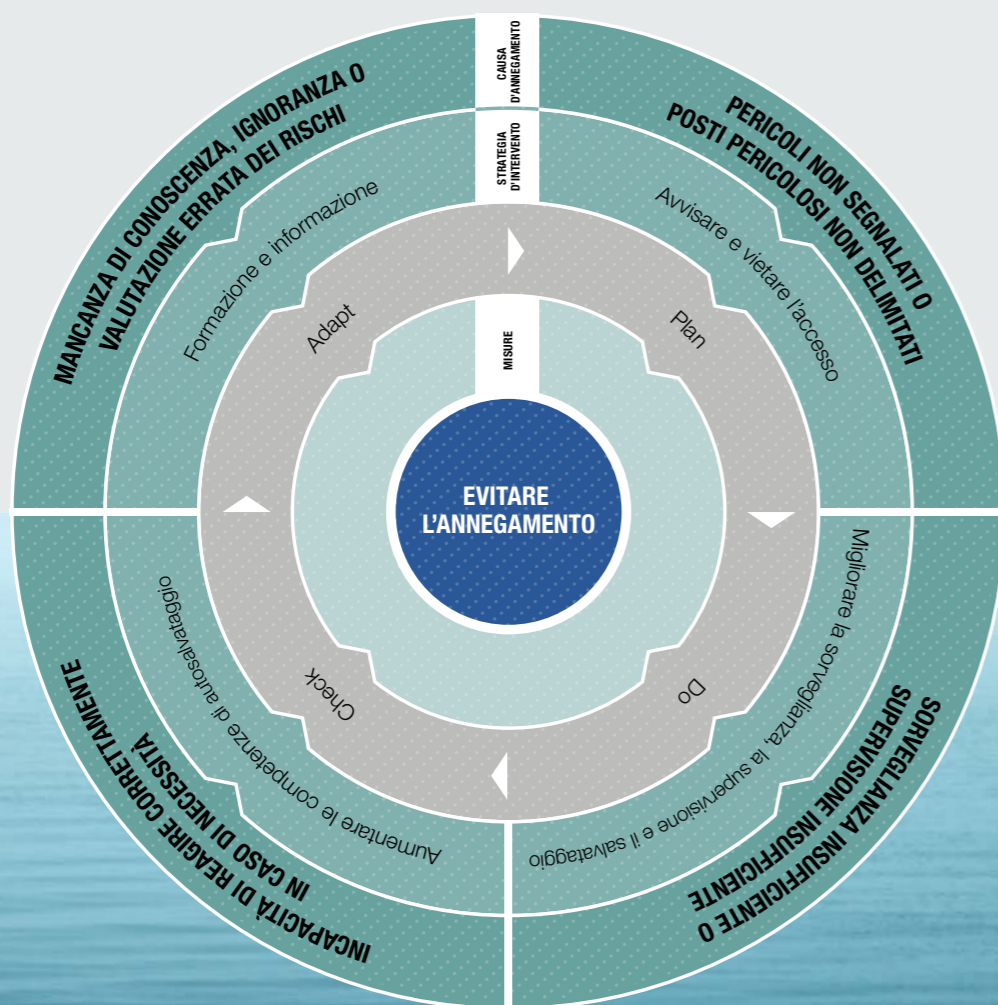 CAUSA
D'ANNEGAMENTO
STRATEGIA
D'INTERVENTO
MISURE
EVITARE
L'ANNEGAMENTO
MANCANZA DI CONOSCENZA, IGNORANZA O
VALUTAZIONE ERRATA DEI RISCHI
Formazione e informazione
Adapt
PERICOLI NON SEGNALATI O
POSTI PERICOLOSI NON DELIMITATI
Avvisare e vietare l'accesso
Plan
SORVEGLIANZA INSUFFICIENTE O
SUPERVISIONE INSUFFICIENTE
Migliorare la sorveglianza, la supervisione e il salvataggio
Do
INCAPACITÀ DI REAGIRE CORRETTAMENTE
IN CASO DI NECESSITÀ
Aumentare le competenze di autosalvataggio
Check